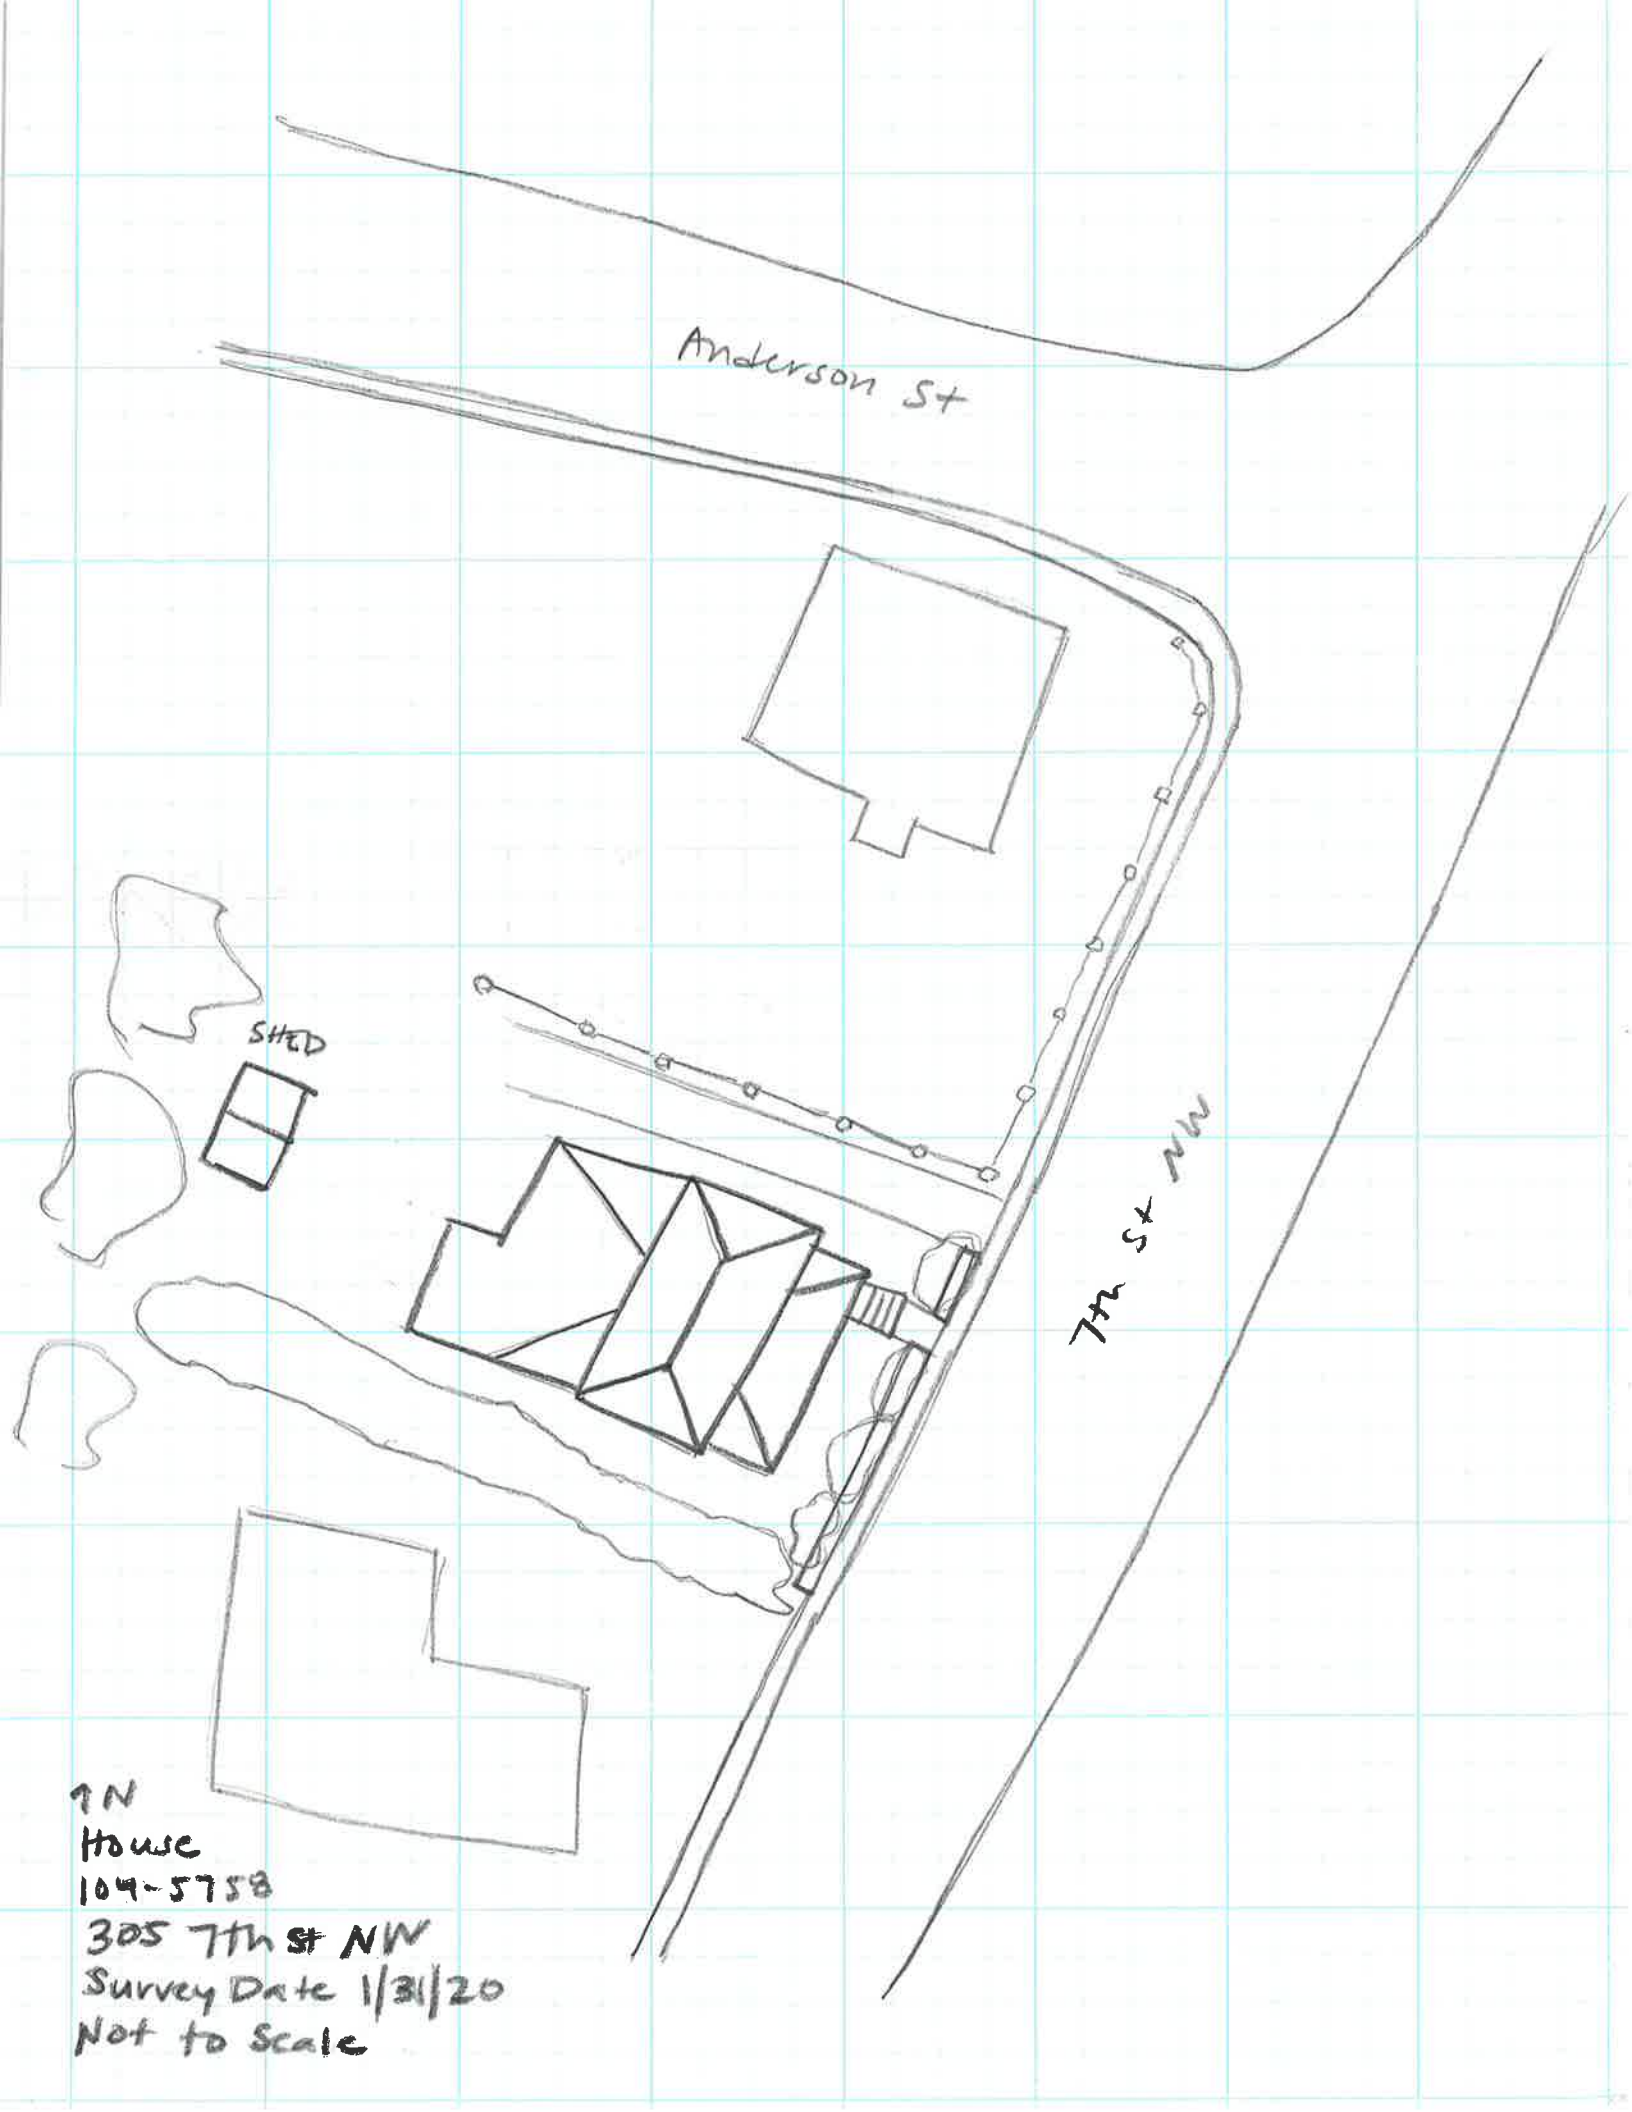 Anderson St
SHED
7th St NW
↑N
House
104-5758
305 7th St NW
Survey Date 1/31/20
Not to Scale